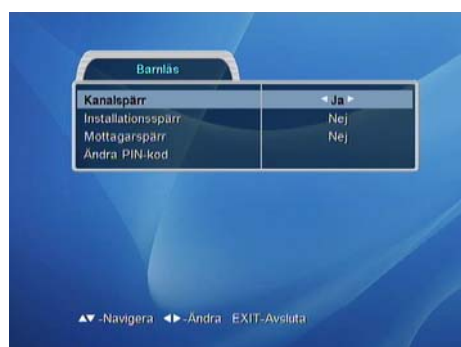 Barnlås
Kanalspärr ◄ Ja ►
Installationsspärr Nej
Mottagarspärr Nej
Ändra PIN-kod
▲▼ -Navigera ◄► -Ändra EXIT-Avsluta